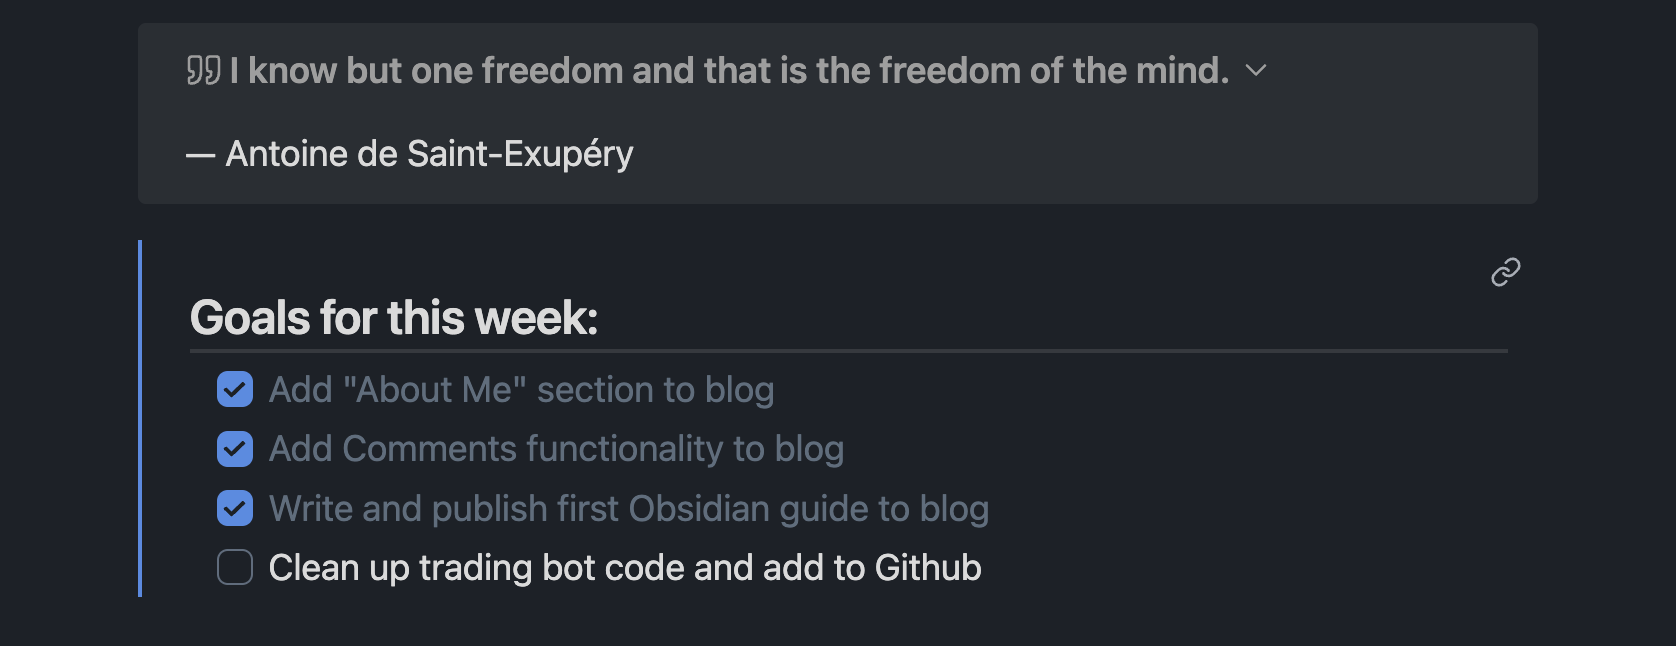 I know but one freedom and that is the freedom of the mind.
— Antoine de Saint-Exupéry
Goals for this week:
Add "About Me" section to blog
Add Comments functionality to blog
Write and publish first Obsidian guide to blog
Clean up trading bot code and add to Github